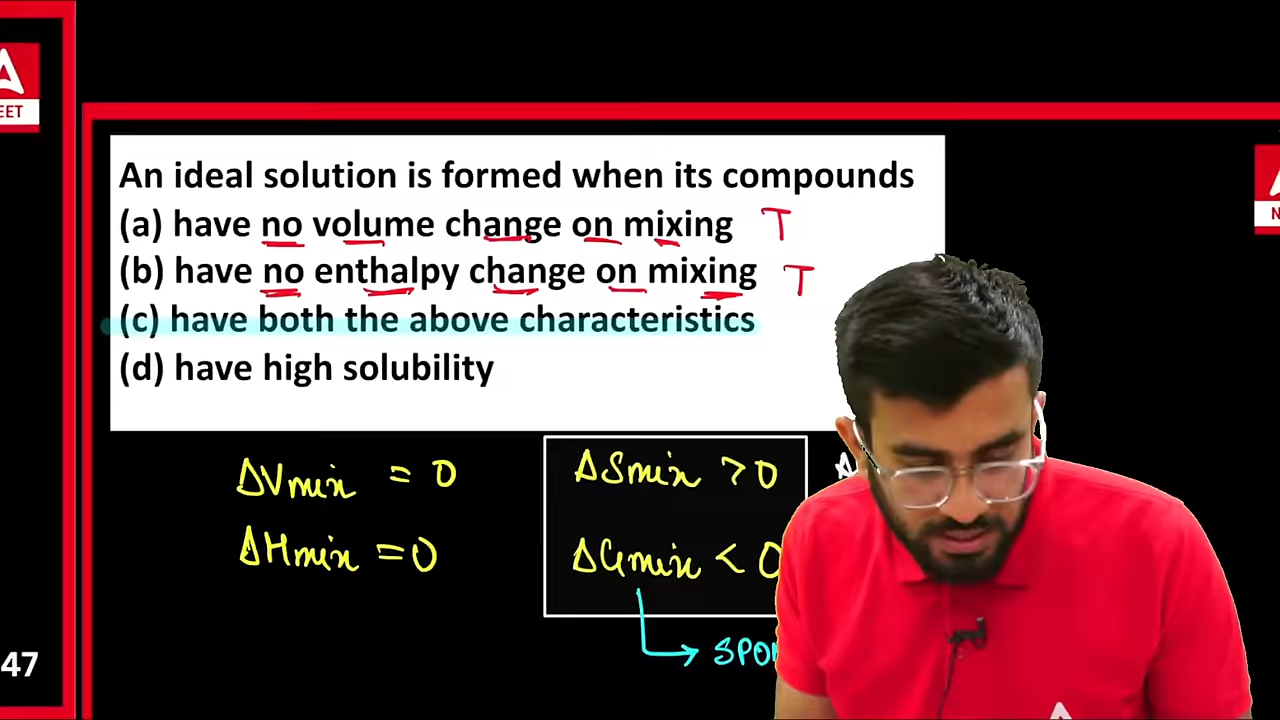 An ideal solution is formed when its compounds
(a) have no volume change on mixing T
(b) have no enthalpy change on mixing T
(c) have both the above characteristics
(d) have high solubility
ΔVmix = 0
ΔSmix > 0
ΔHmix = 0
ΔGmix < 0
47